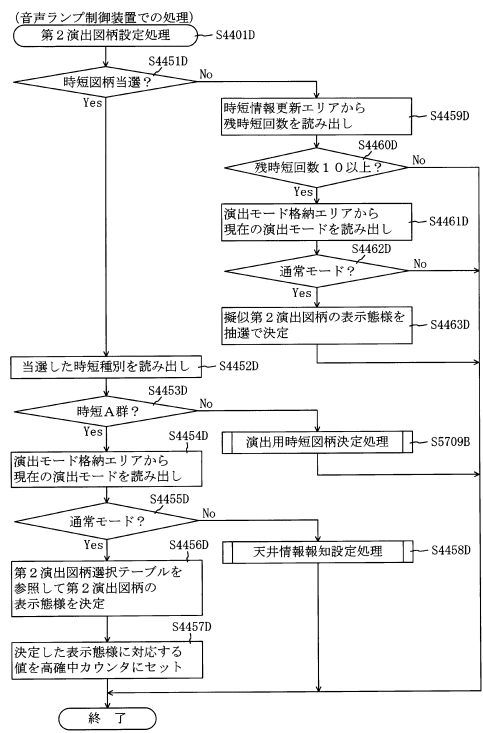 (音声ランプ制御装置での処理)
第2演出図柄設定処理
S4401D
S4451D
時短図柄当選?
No
Yes
時短情報更新エリアから
残時短回数を読み出し
S4459D
S4460D
残時短回数10以上?
No
Yes
演出モード格納エリアから
現在の演出モードを読み出し
S4461D
S4462D
通常モード?
No
Yes
擬似第2演出図柄の表示態様を
抽選で決定
S4463D
当選した時短種別を読み出し
S4452D
S4453D
時短A群?
No
Yes
演出用時短図柄決定処理
S5709B
S4454D
演出モード格納エリアから
現在の演出モードを読み出し
S4455D
通常モード?
No
Yes
天井情報報知設定処理
S4458D
S4456D
第2演出図柄選択テーブルを
参照して第2演出図柄の
表示態様を決定
S4457D
決定した表示態様に対応する
値を高確中カウンタにセット
終 了